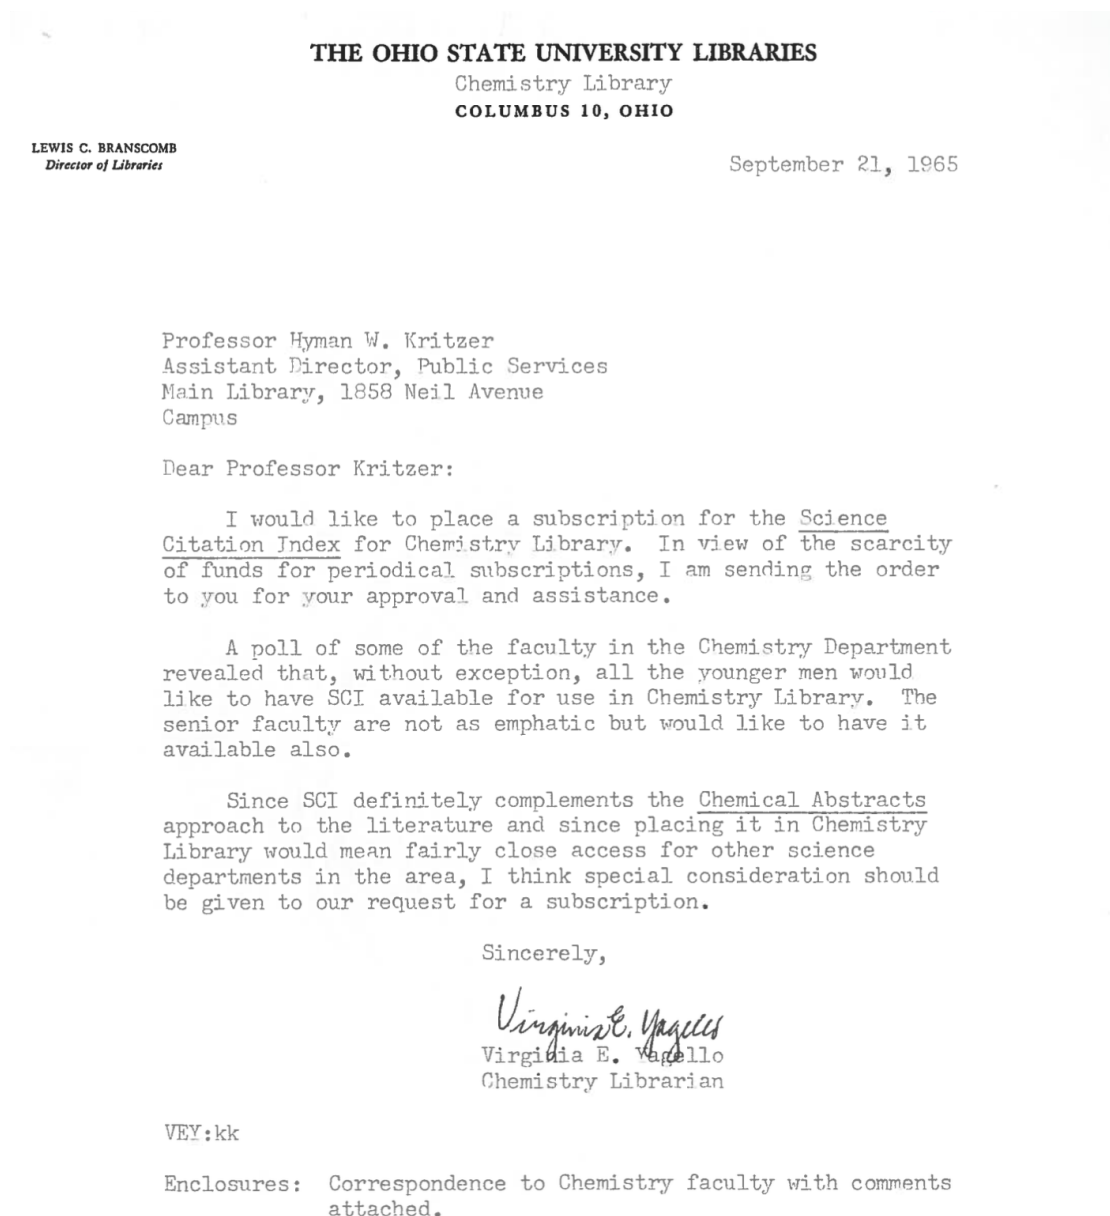 THE OHIO STATE UNIVERSITY LIBRARIES
Chemistry Library
COLUMBUS 10, OHIO
LEWIS C. BRANSCOMB
Director of Libraries
September 21, 1965
Professor Hyman W. Kritzer
Assistant Director, Public Services
Main Library, 1858 Neil Avenue
Campus
Dear Professor Kritzer:
I would like to place a subscription for the Science
Citation Index for Chemistry Library. In view of the scarcity
of funds for periodical subscriptions, I am sending the order
to you for your approval and assistance.
A poll of some of the faculty in the Chemistry Department
revealed that, without exception, all the younger men would
like to have SCI available for use in Chemistry Library. The
senior faculty are not as emphatic but would like to have it
available also.
Since SCI definitely complements the Chemical Abstracts
approach to the literature and since placing it in Chemistry
Library would mean fairly close access for other science
departments in the area, I think special consideration should
be given to our request for a subscription.
Sincerely,
Virginia E. Yagello
Virginia E. Yagello
Chemistry Librarian
VEY:kk
Enclosures: Correspondence to Chemistry faculty with comments
attached.